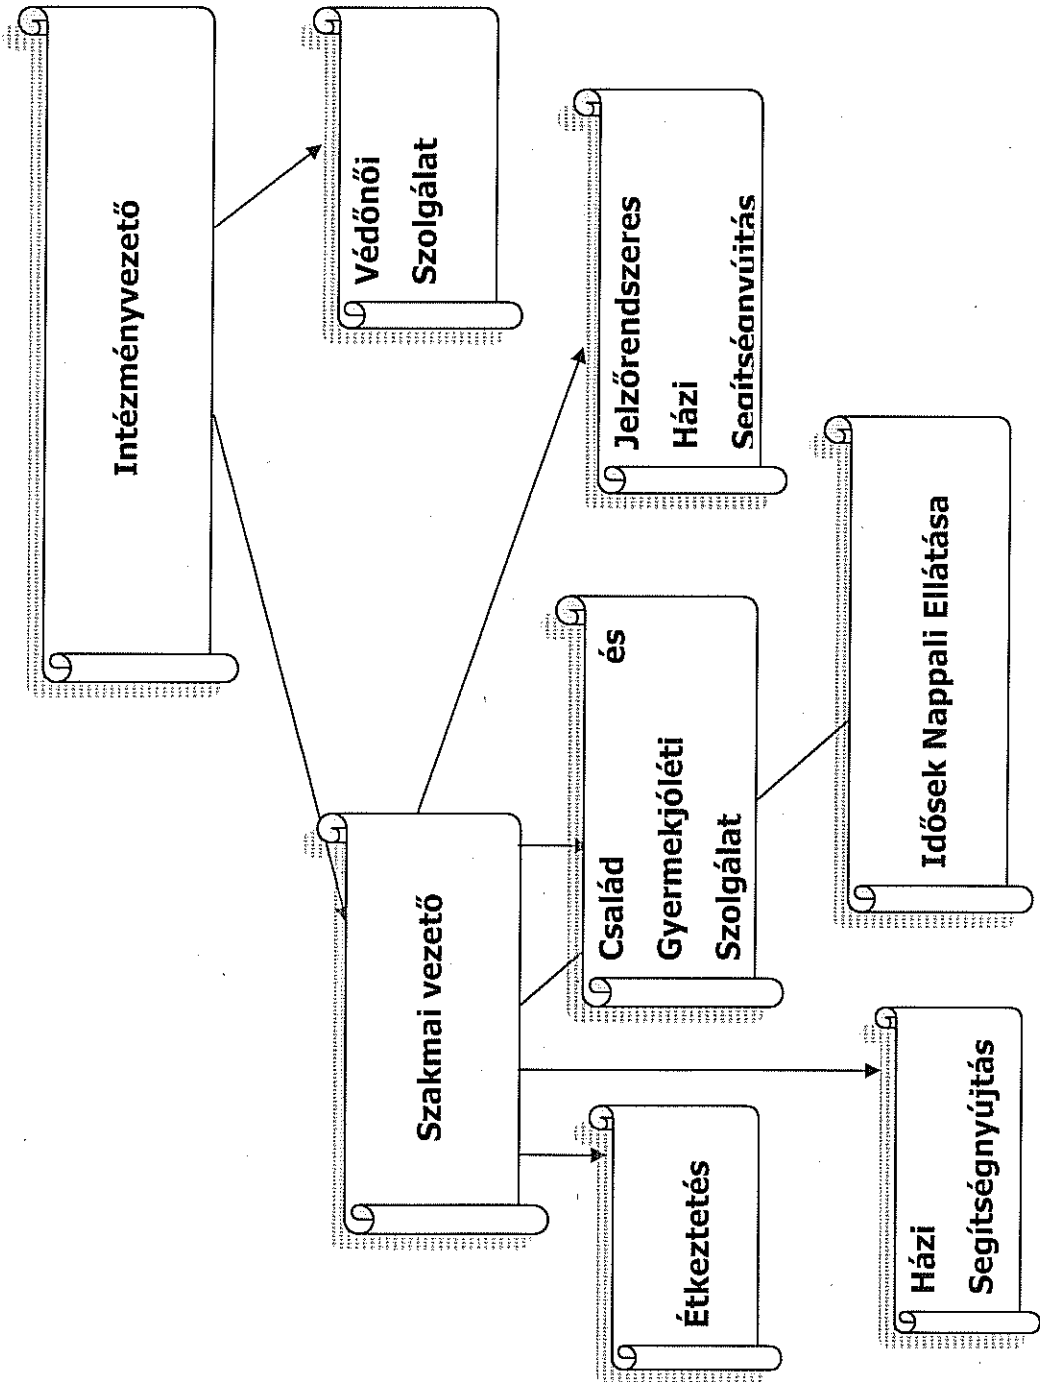 Intézményvezető
Védőnői
Szolgálat
Szakmai vezető
Jelzőrendszeres
Házi
Segítségnyújtás
Család és
Gyermekjóléti
Szolgálat
Étkeztetés
Idősek Nappali Ellátása
Házi
Segítségnyújtás